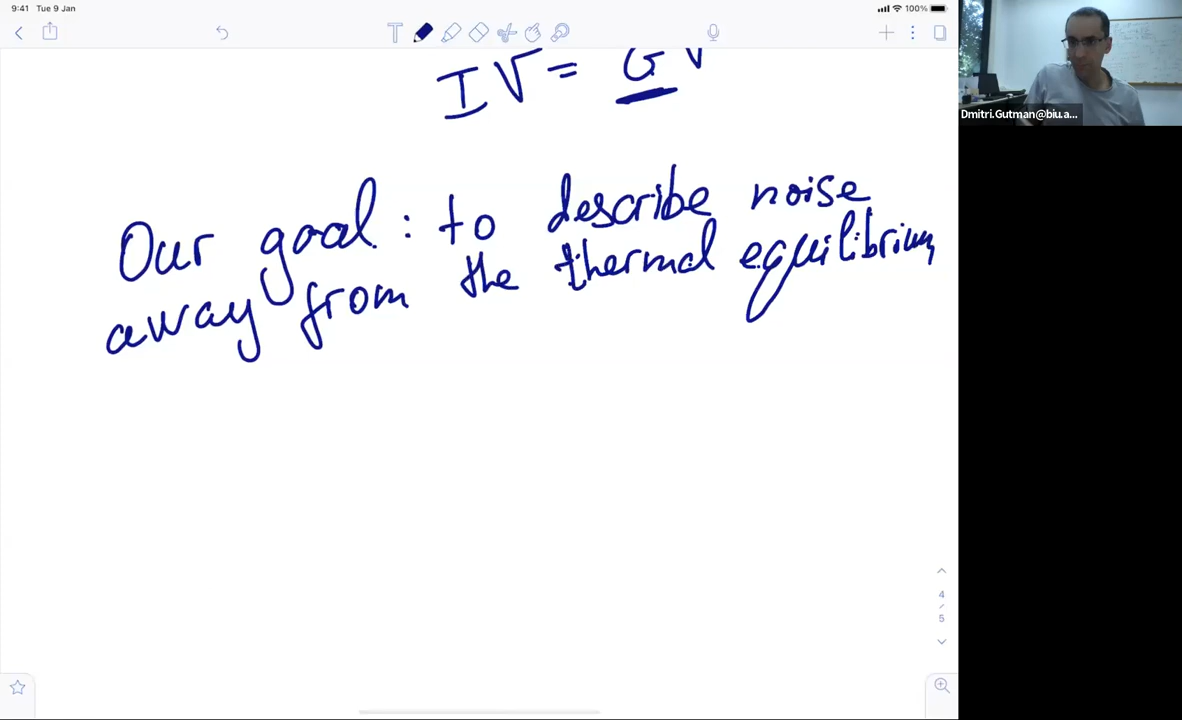 9:41 Tue 9 Jan
100%
T
IV = GV
Our goal: to describe noise
away from the thermal equilibrium
Dmitri.Gutman@biu.a...
4
/
5